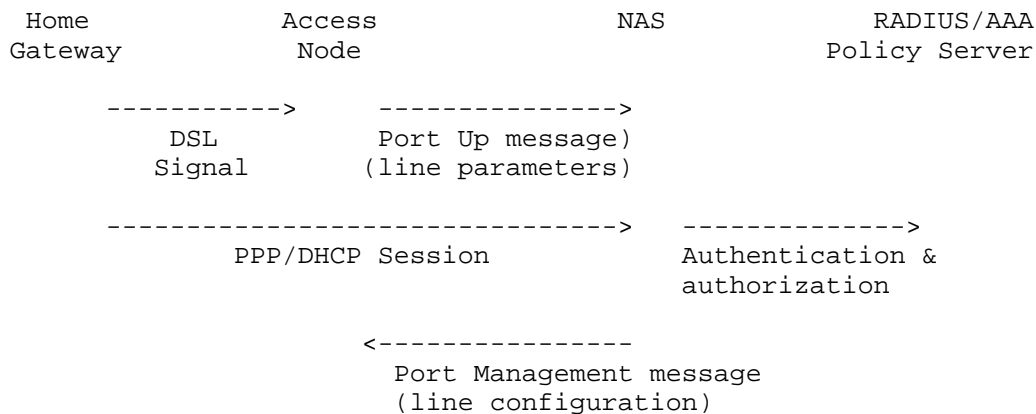 Home Access NAS RADIUS/AAA
Gateway Node Policy Server
-----------> --------------->
DSL Port Up message)
Signal (line parameters)
--------------------------------> -------------->
PPP/DHCP Session Authentication &
authorization
<----------------
Port Management message
(line configuration)